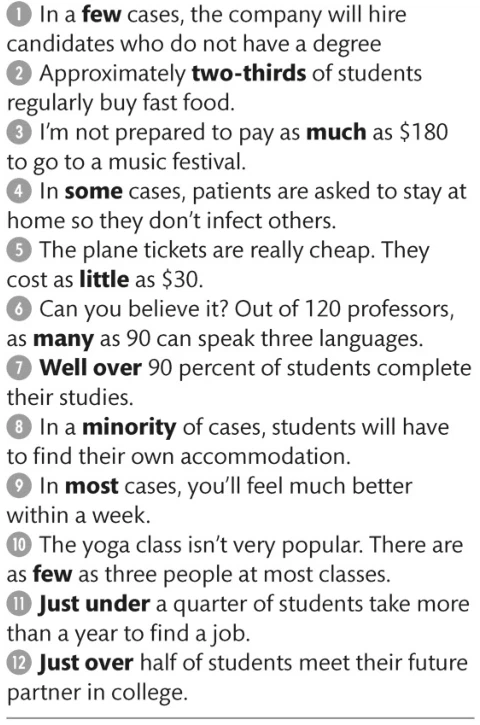 1 In a few cases, the company will hire
candidates who do not have a degree
2 Approximately two-thirds of students
regularly buy fast food.
3 I'm not prepared to pay as much as $180
to go to a music festival.
4 In some cases, patients are asked to stay at
home so they don't infect others.
5 The plane tickets are really cheap. They
cost as little as $30.
6 Can you believe it? Out of 120 professors,
as many as 90 can speak three languages.
7 Well over 90 percent of students complete
their studies.
8 In a minority of cases, students will have
to find their own accommodation.
9 In most cases, you'll feel much better
within a week.
10 The yoga class isn't very popular. There are
as few as three people at most classes.
11 Just under a quarter of students take more
than a year to find a job.
12 Just over half of students meet their future
partner in college.